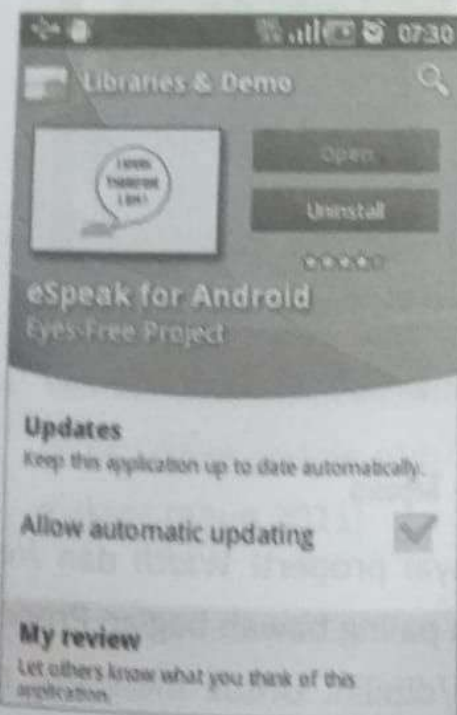 07:30
Libraries & Demo
I SPEAK
THEREFORE
I AM!
Open
Uninstall
eSpeak for Android
Eyes-Free Project
Updates
Keep this application up to date automatically.
Allow automatic updating
My review
Let others know what you think of this
application.